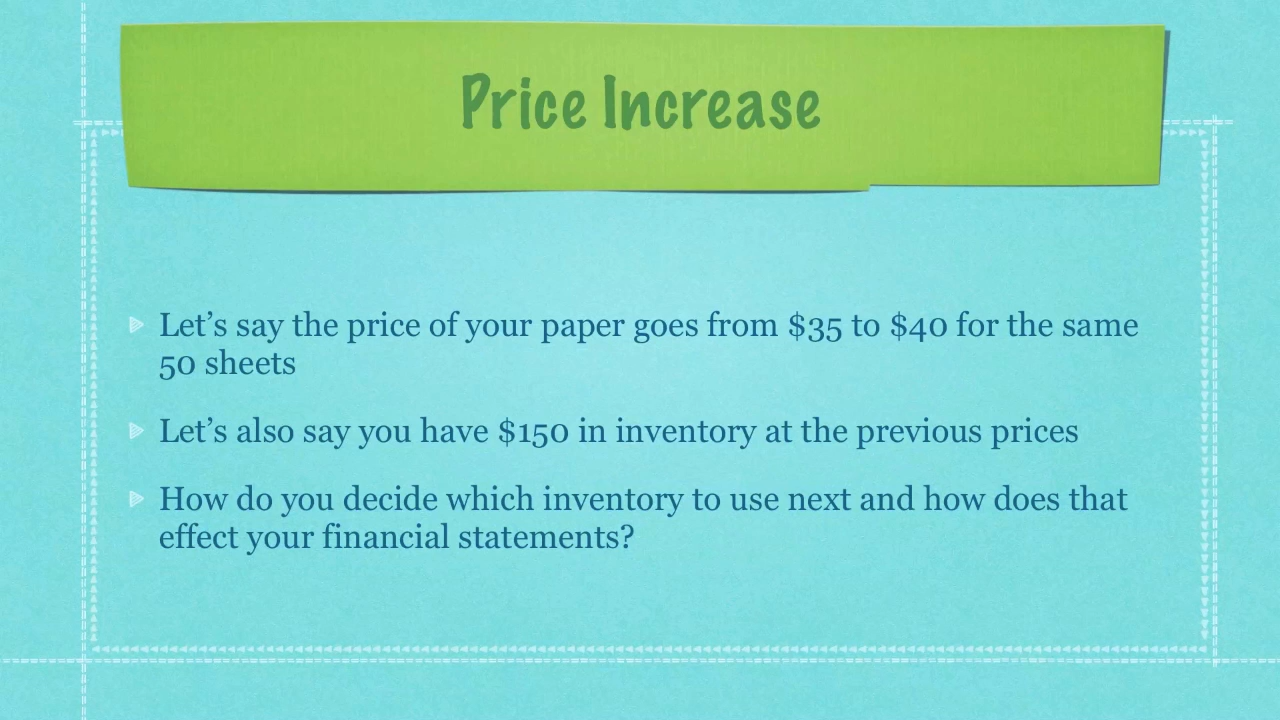 Price Increase
Let’s say the price of your paper goes from $35 to $40 for the same
50 sheets
Let’s also say you have $150 in inventory at the previous prices
How do you decide which inventory to use next and how does that
effect your financial statements?